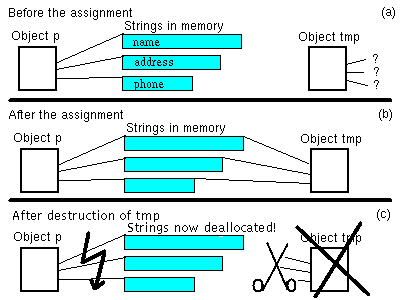 Before the assignment (a)
Object p Strings in memory Object tmp
name
address
phone
?
?
?
After the assignment (b)
Object p Strings in memory Object tmp
After destruction of tmp (c)
Object p Strings now deallocated! Object tmp